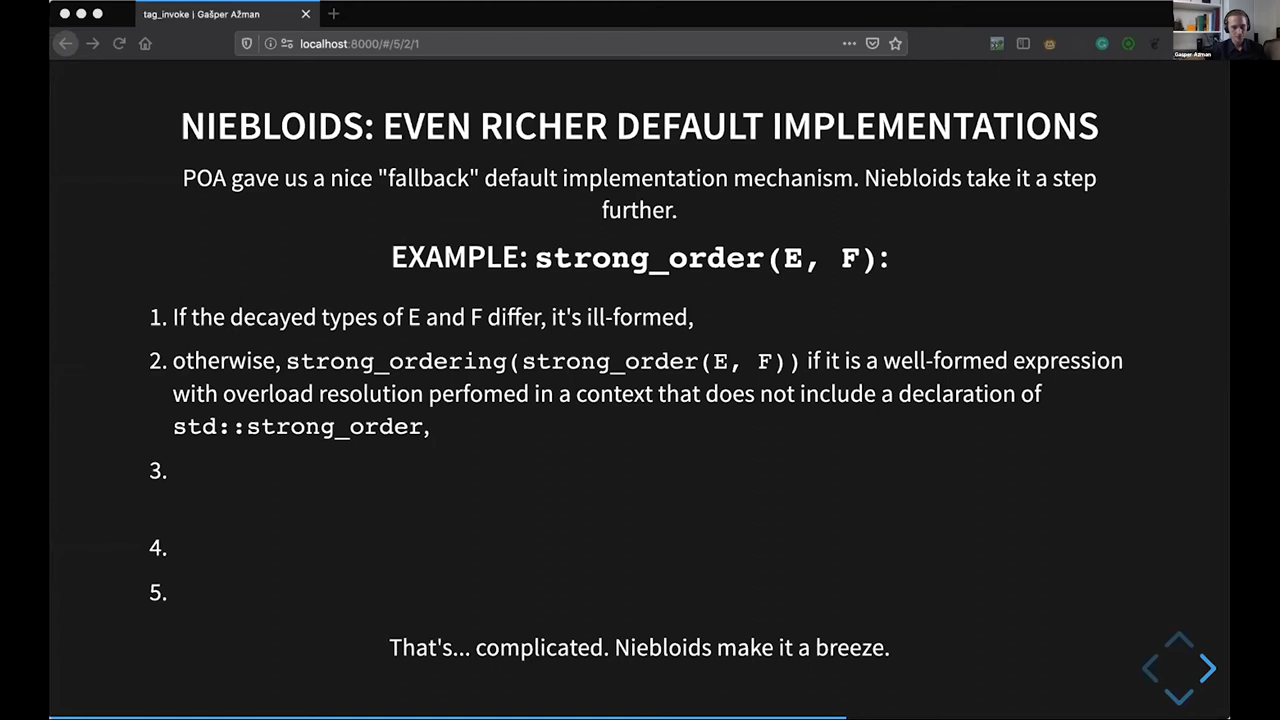 tag_invoke | Gašper Ažman
localhost:8000/#/5/2/1
Gašper Ažman
NIEBLOIDS: EVEN RICHER DEFAULT IMPLEMENTATIONS
POA gave us a nice "fallback" default implementation mechanism. Niebloids take it a step
further.
EXAMPLE: strong_order(E, F):
1. If the decayed types of E and F differ, it's ill-formed,
2. otherwise, strong_ordering(strong_order(E, F)) if it is a well-formed expression
with overload resolution perfomed in a context that does not include a declaration of
std::strong_order,
3.
4.
5.
That's... complicated. Niebloids make it a breeze.